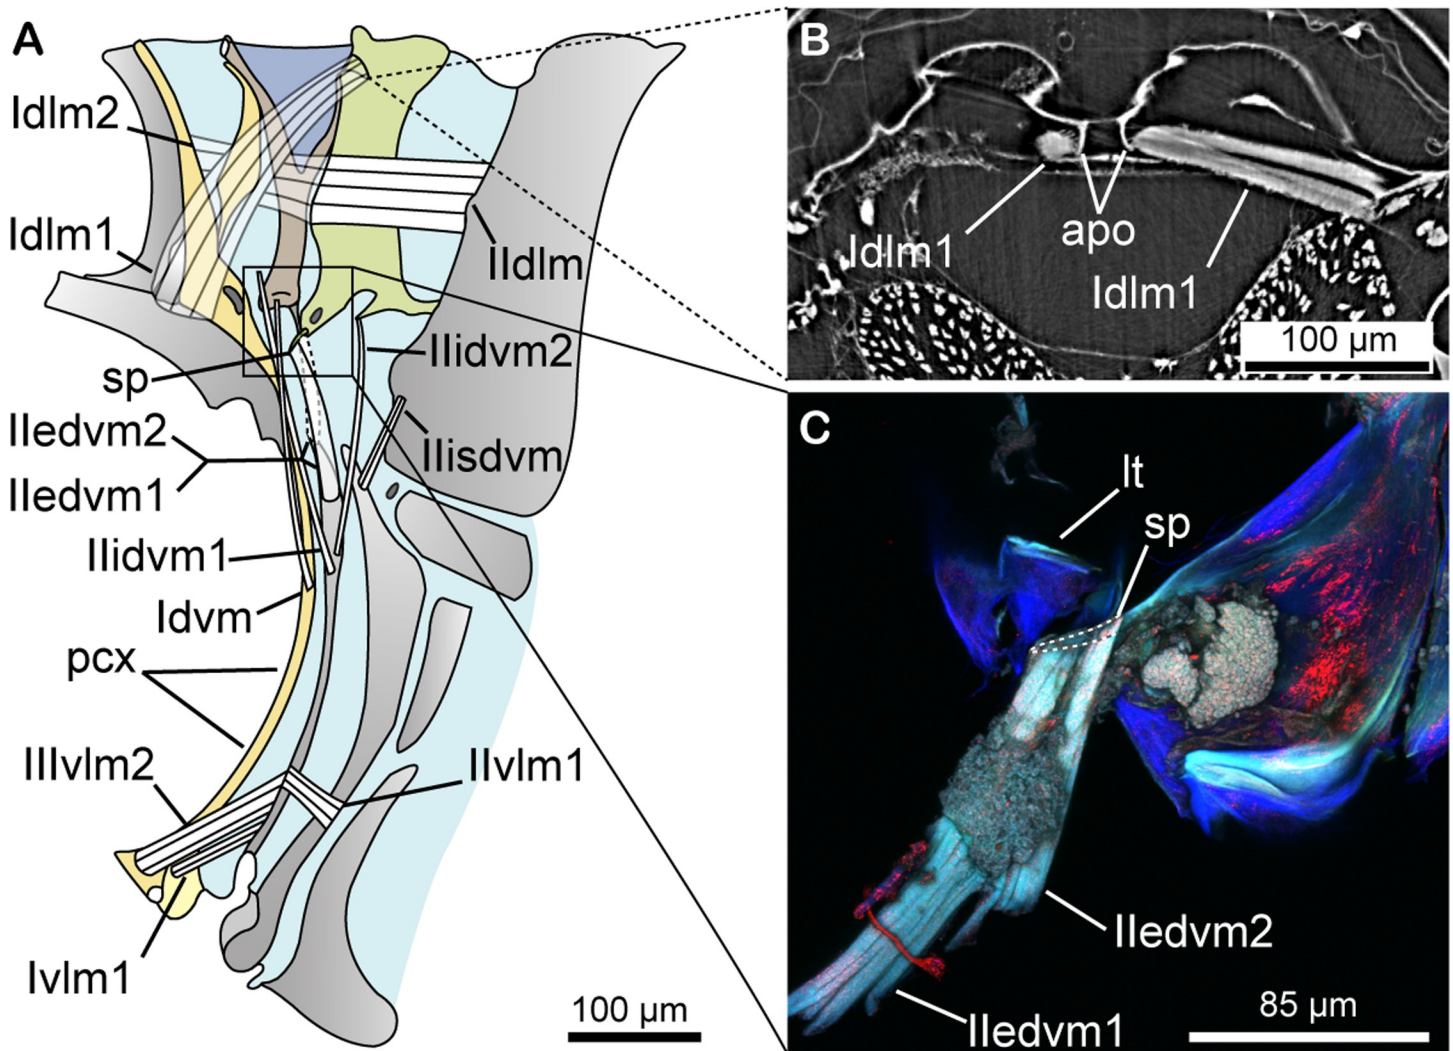 A
Idlm2
Idlm1
IIdlm
sp
IIidvm2
IIedvm2
IIisdvm
IIedvm1
IIidvm1
Idvm
pcx
IIIvlm2
IIvlm1
Ivlm1
100 µm
B
Idlm1
apo
Idlm1
100 µm
C
lt
sp
IIedvm2
IIedvm1
85 µm